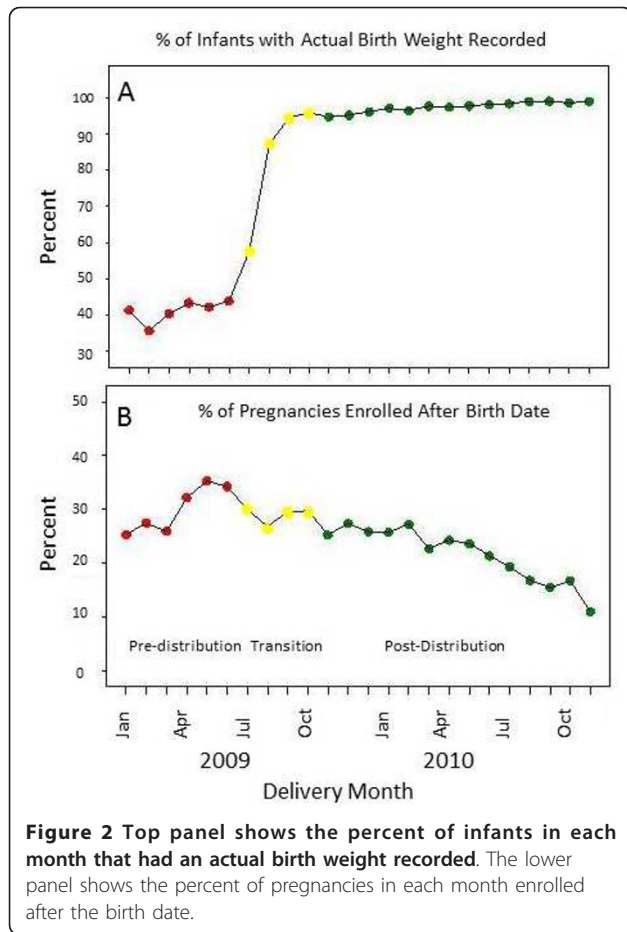 % of Infants with Actual Birth Weight Recorded
A
100
90
80
70
60
50
40
30
Percent
B
% of Pregnancies Enrolled After Birth Date
50
40
30
20
10
0
Percent
Pre-distribution Transition Post-Distribution
Jan Apr Jul Oct Jan Apr Jul Oct
2009 2010
Delivery Month
Figure 2 Top panel shows the percent of infants in each
month that had an actual birth weight recorded. The lower
panel shows the percent of pregnancies in each month enrolled
after the birth date.